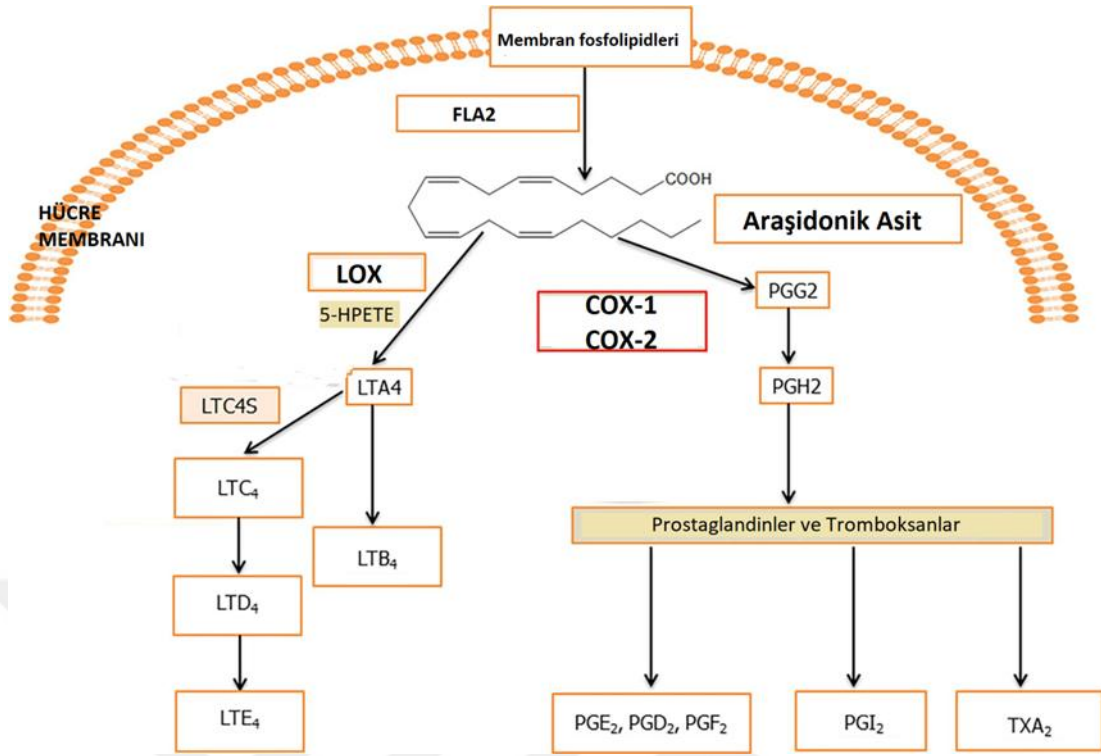 Membran fosfolipidleri
FLA2
COOH
HÜCRE
MEMBRANI
Araşidonik Asit
LOX
5-HPETE
COX-1
COX-2
PGG2
PGH2
LTA4
LTC4S
LTC₄
LTB₄
LTD₄
LTE₄
Prostaglandinler ve Tromboksanlar
PGE₂, PGD₂, PGF₂
PGI₂
TXA₂